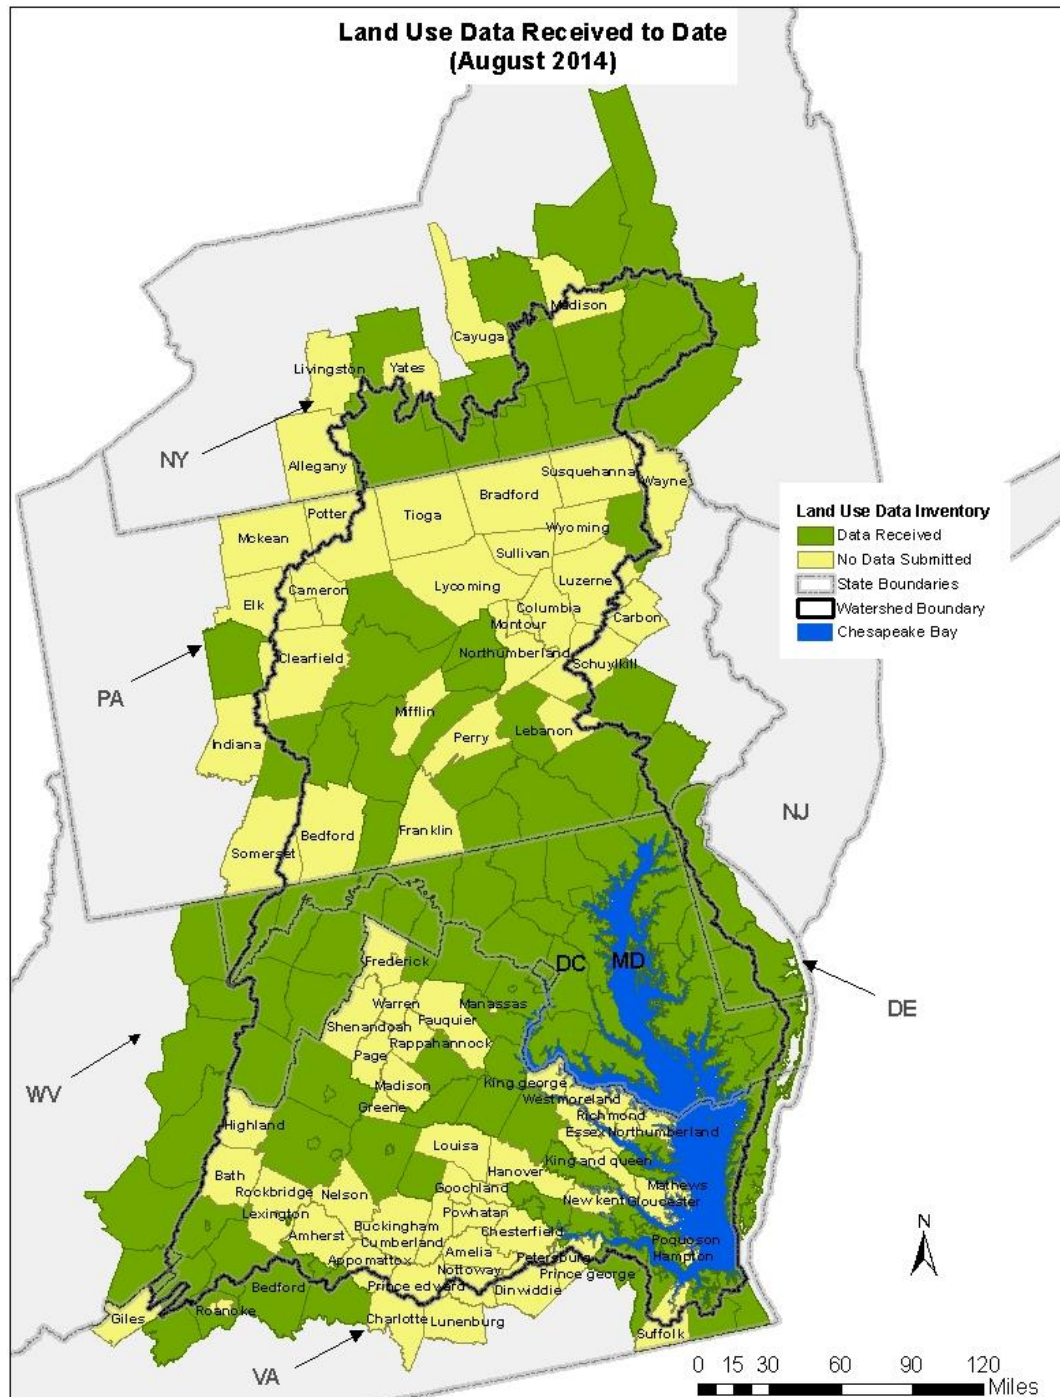 Land Use Data Received to Date
(August 2014)
Madison
Cayuga
Livingston
Yates
NY
Allegany
Susquehanna
Wayne
Bradford
Potter
Tioga
Wyoming
Mckean
Sullivan
Luzerne
Lycoming
Cameron
Elk
Columbia
Carbon
Montour
Northumberland
Clearfield
Schuylkill
PA
Mifflin
Lebanon
Perry
Indiana
Franklin
Bedford
Somerset
NJ
Land Use Data Inventory
Data Received
No Data Submitted
State Boundaries
Watershed Boundary
Chesapeake Bay
Frederick
DC
MD
DE
Warren
Manassas
Fauquier
Shenandoah
Rappahannock
Page
WV
Madison
King george
Greene
Westmoreland
Richmond
Highland
Essex
Northumberland
Louisa
King and queen
Hanover
Bath
Mathews
Rockbridge
Nelson
Goochland
New kent
Gloucester
Lexington
Powhatan
Buckingham
Amherst
Chesterfield
Cumberland
Poquoson
Amelia
Hampton
Appomattox
Petersburg
Nottoway
Prince george
Bedford
Prince edward
Dinwiddie
Roanoke
Giles
Charlotte
Lunenburg
Suffolk
VA
N
0 15 30 60 90 120
Miles